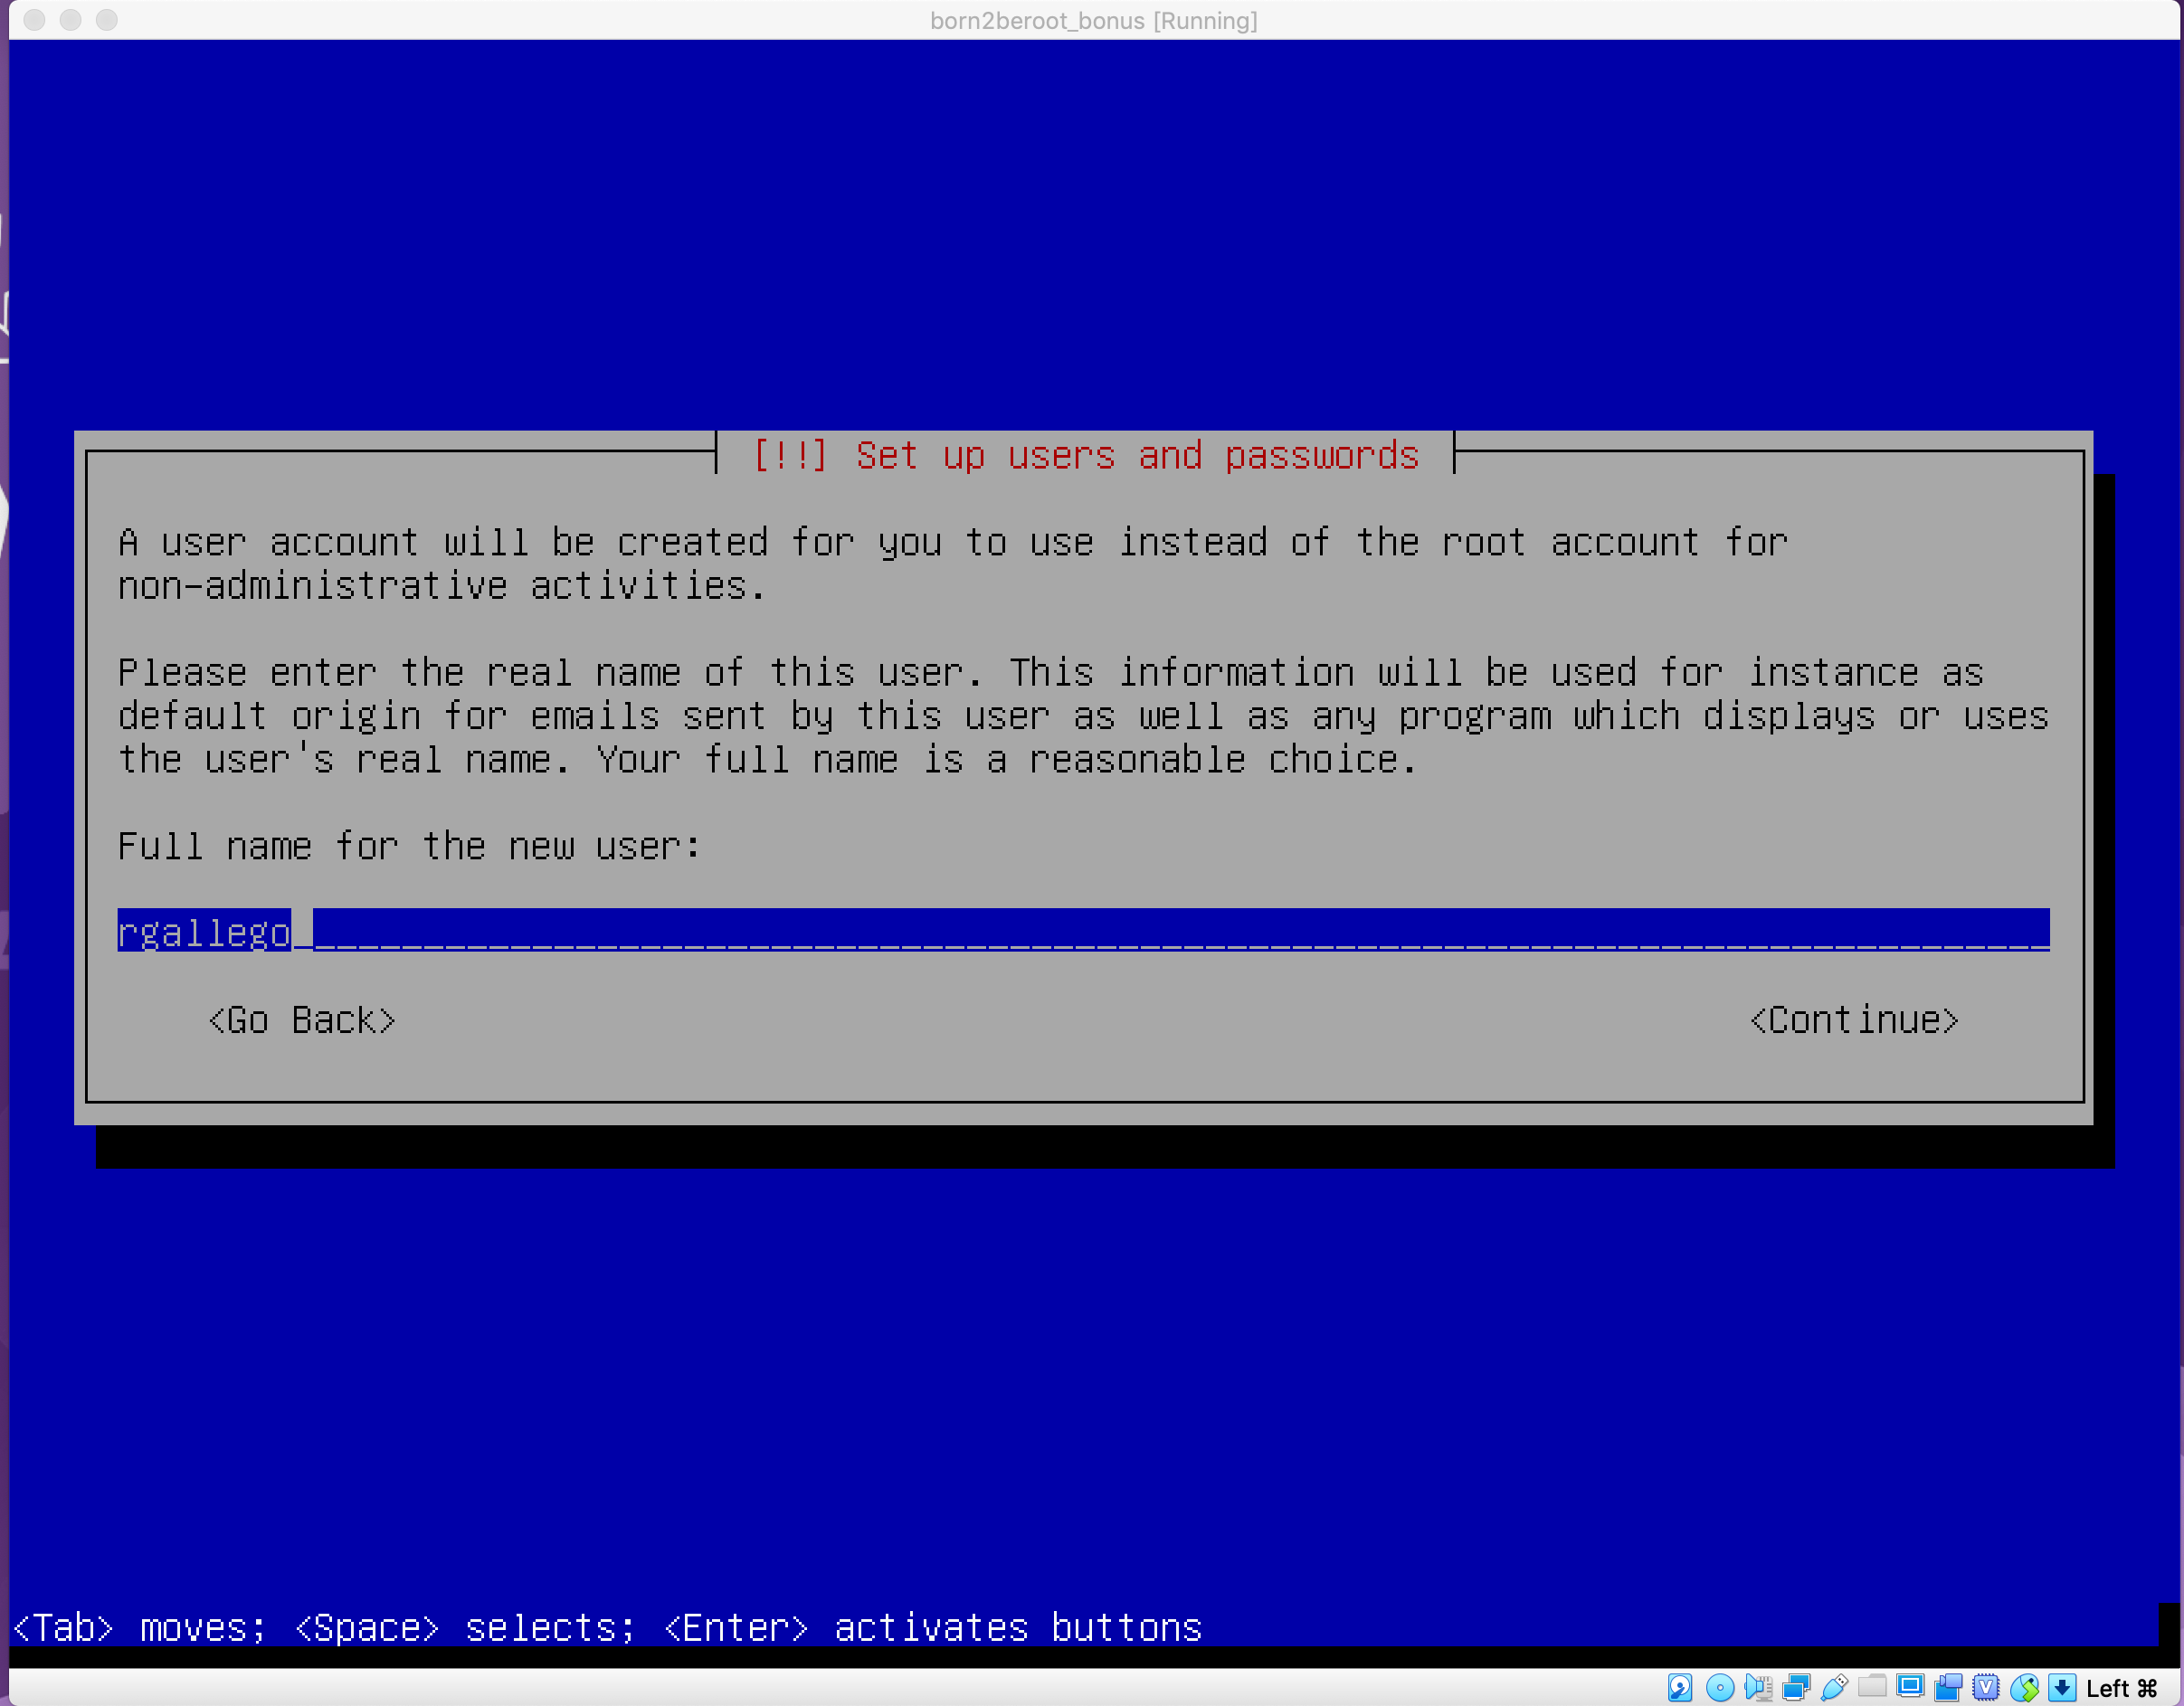 born2beroot_bonus [Running]
[!!] Set up users and passwords
A user account will be created for you to use instead of the root account for
non-administrative activities.
Please enter the real name of this user. This information will be used for instance as
default origin for emails sent by this user as well as any program which displays or uses
the user's real name. Your full name is a reasonable choice.
Full name for the new user:
rgallego
<Go Back> <Continue>
<Tab> moves; <Space> selects; <Enter> activates buttons
Left ⌘